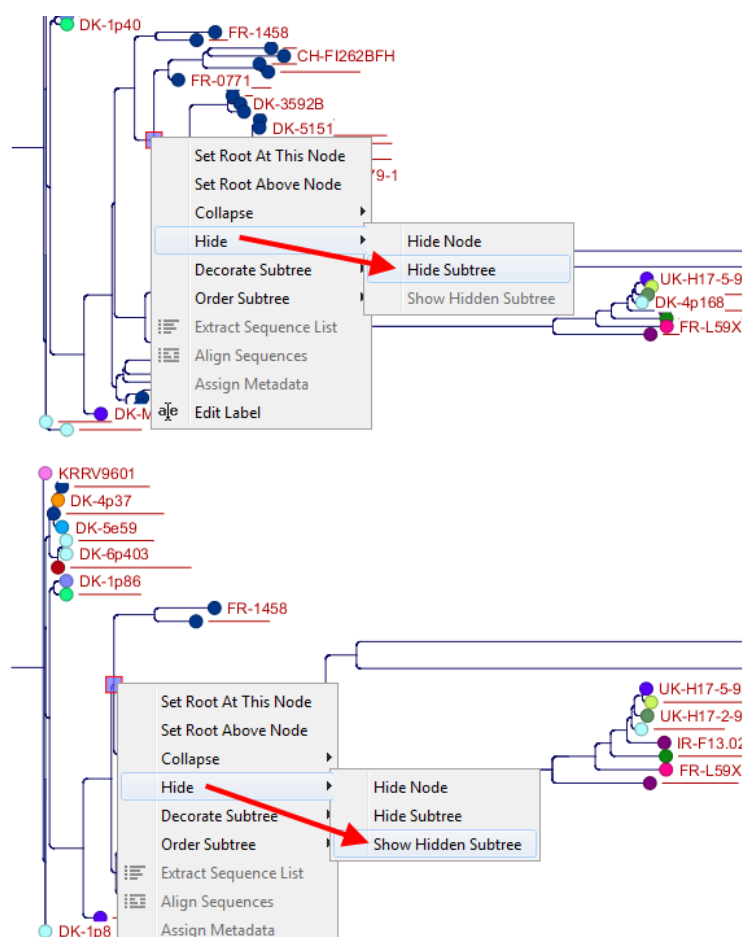 DK-1p40
FR-1458
CH-FI262BFH
FR-0771
DK-3592B
DK-5151
79-1
Set Root At This Node
Set Root Above Node
Collapse
Hide
Decorate Subtree
Order Subtree
Extract Sequence List
Align Sequences
Assign Metadata
Edit Label
Hide Node
Hide Subtree
Show Hidden Subtree
UK-H17-5-9
DK-4p168
FR-L59X
DK-M
KRRV9601
DK-4p37
DK-5e59
DK-6p403
DK-1p86
FR-1458
Set Root At This Node
Set Root Above Node
Collapse
Hide
Decorate Subtree
Order Subtree
Extract Sequence List
Align Sequences
Assign Metadata
Hide Node
Hide Subtree
Show Hidden Subtree
UK-H17-5-9
UK-H17-2-9
IR-F13.02
FR-L59X
DK-1p8